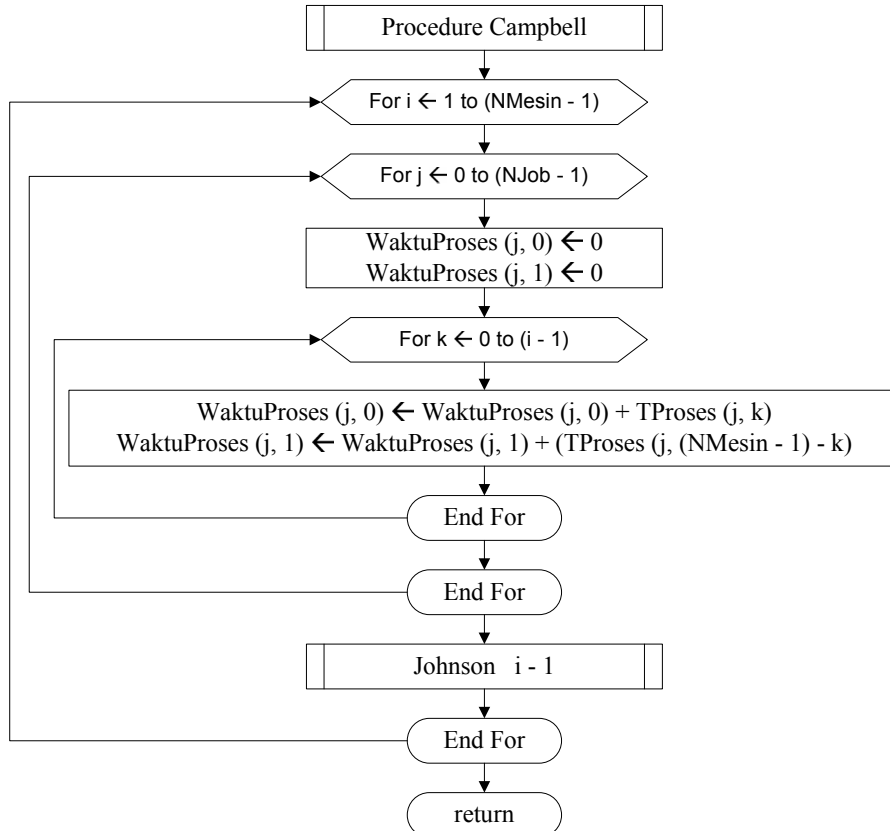 Procedure Campbell
For i ← 1 to (NMesin - 1)
For j ← 0 to (NJob - 1)
WaktuProses (j, 0) ← 0
WaktuProses (j, 1) ← 0
For k ← 0 to (i - 1)
WaktuProses (j, 0) ← WaktuProses (j, 0) + TProses (j, k)
WaktuProses (j, 1) ← WaktuProses (j, 1) + (TProses (j, (NMesin - 1) - k)
End For
End For
Johnson i - 1
End For
return